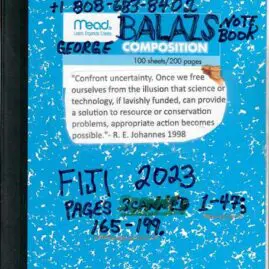 +1 808-683-8402
Mead
BALAZS NOTE
BOOK
GEORGE COMPOSITION
100 sheets/200 pages
"Confront uncertainty. Once we free
ourselves from the illusion that science or
technology, if lavishly funded, can provide
a solution to resource or conservation
problems, appropriate action becomes
possible."- R. E. Johannes 1998
FIJI 2023
PAGES SCANNED 1-47;
165-199.